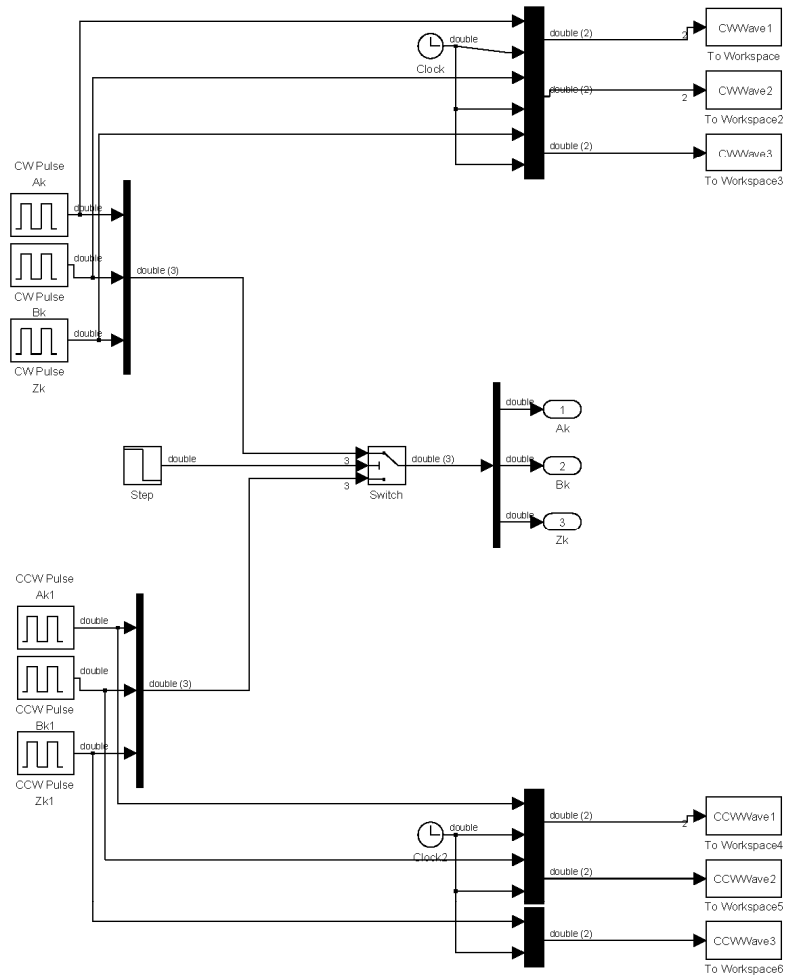 double
Clock
double (2)
2
CWWave1
To Workspace
double (2)
2
CWWave2
To Workspace2
double (2)
CWWave3
To Workspace3
CW Pulse
Ak
double
double
CW Pulse
Bk
double
CW Pulse
Zk
double (3)
Step
double
3
3
Switch
double (3)
double
1
Ak
double
2
Bk
double
3
Zk
CCW Pulse
Ak1
double
double
CCW Pulse
Bk1
double
CCW Pulse
Zk1
double (3)
double
Clock2
double (2)
2
CCWWave1
To Workspace4
double (2)
CCWWave2
To Workspace5
double (2)
CCWWave3
To Workspace6